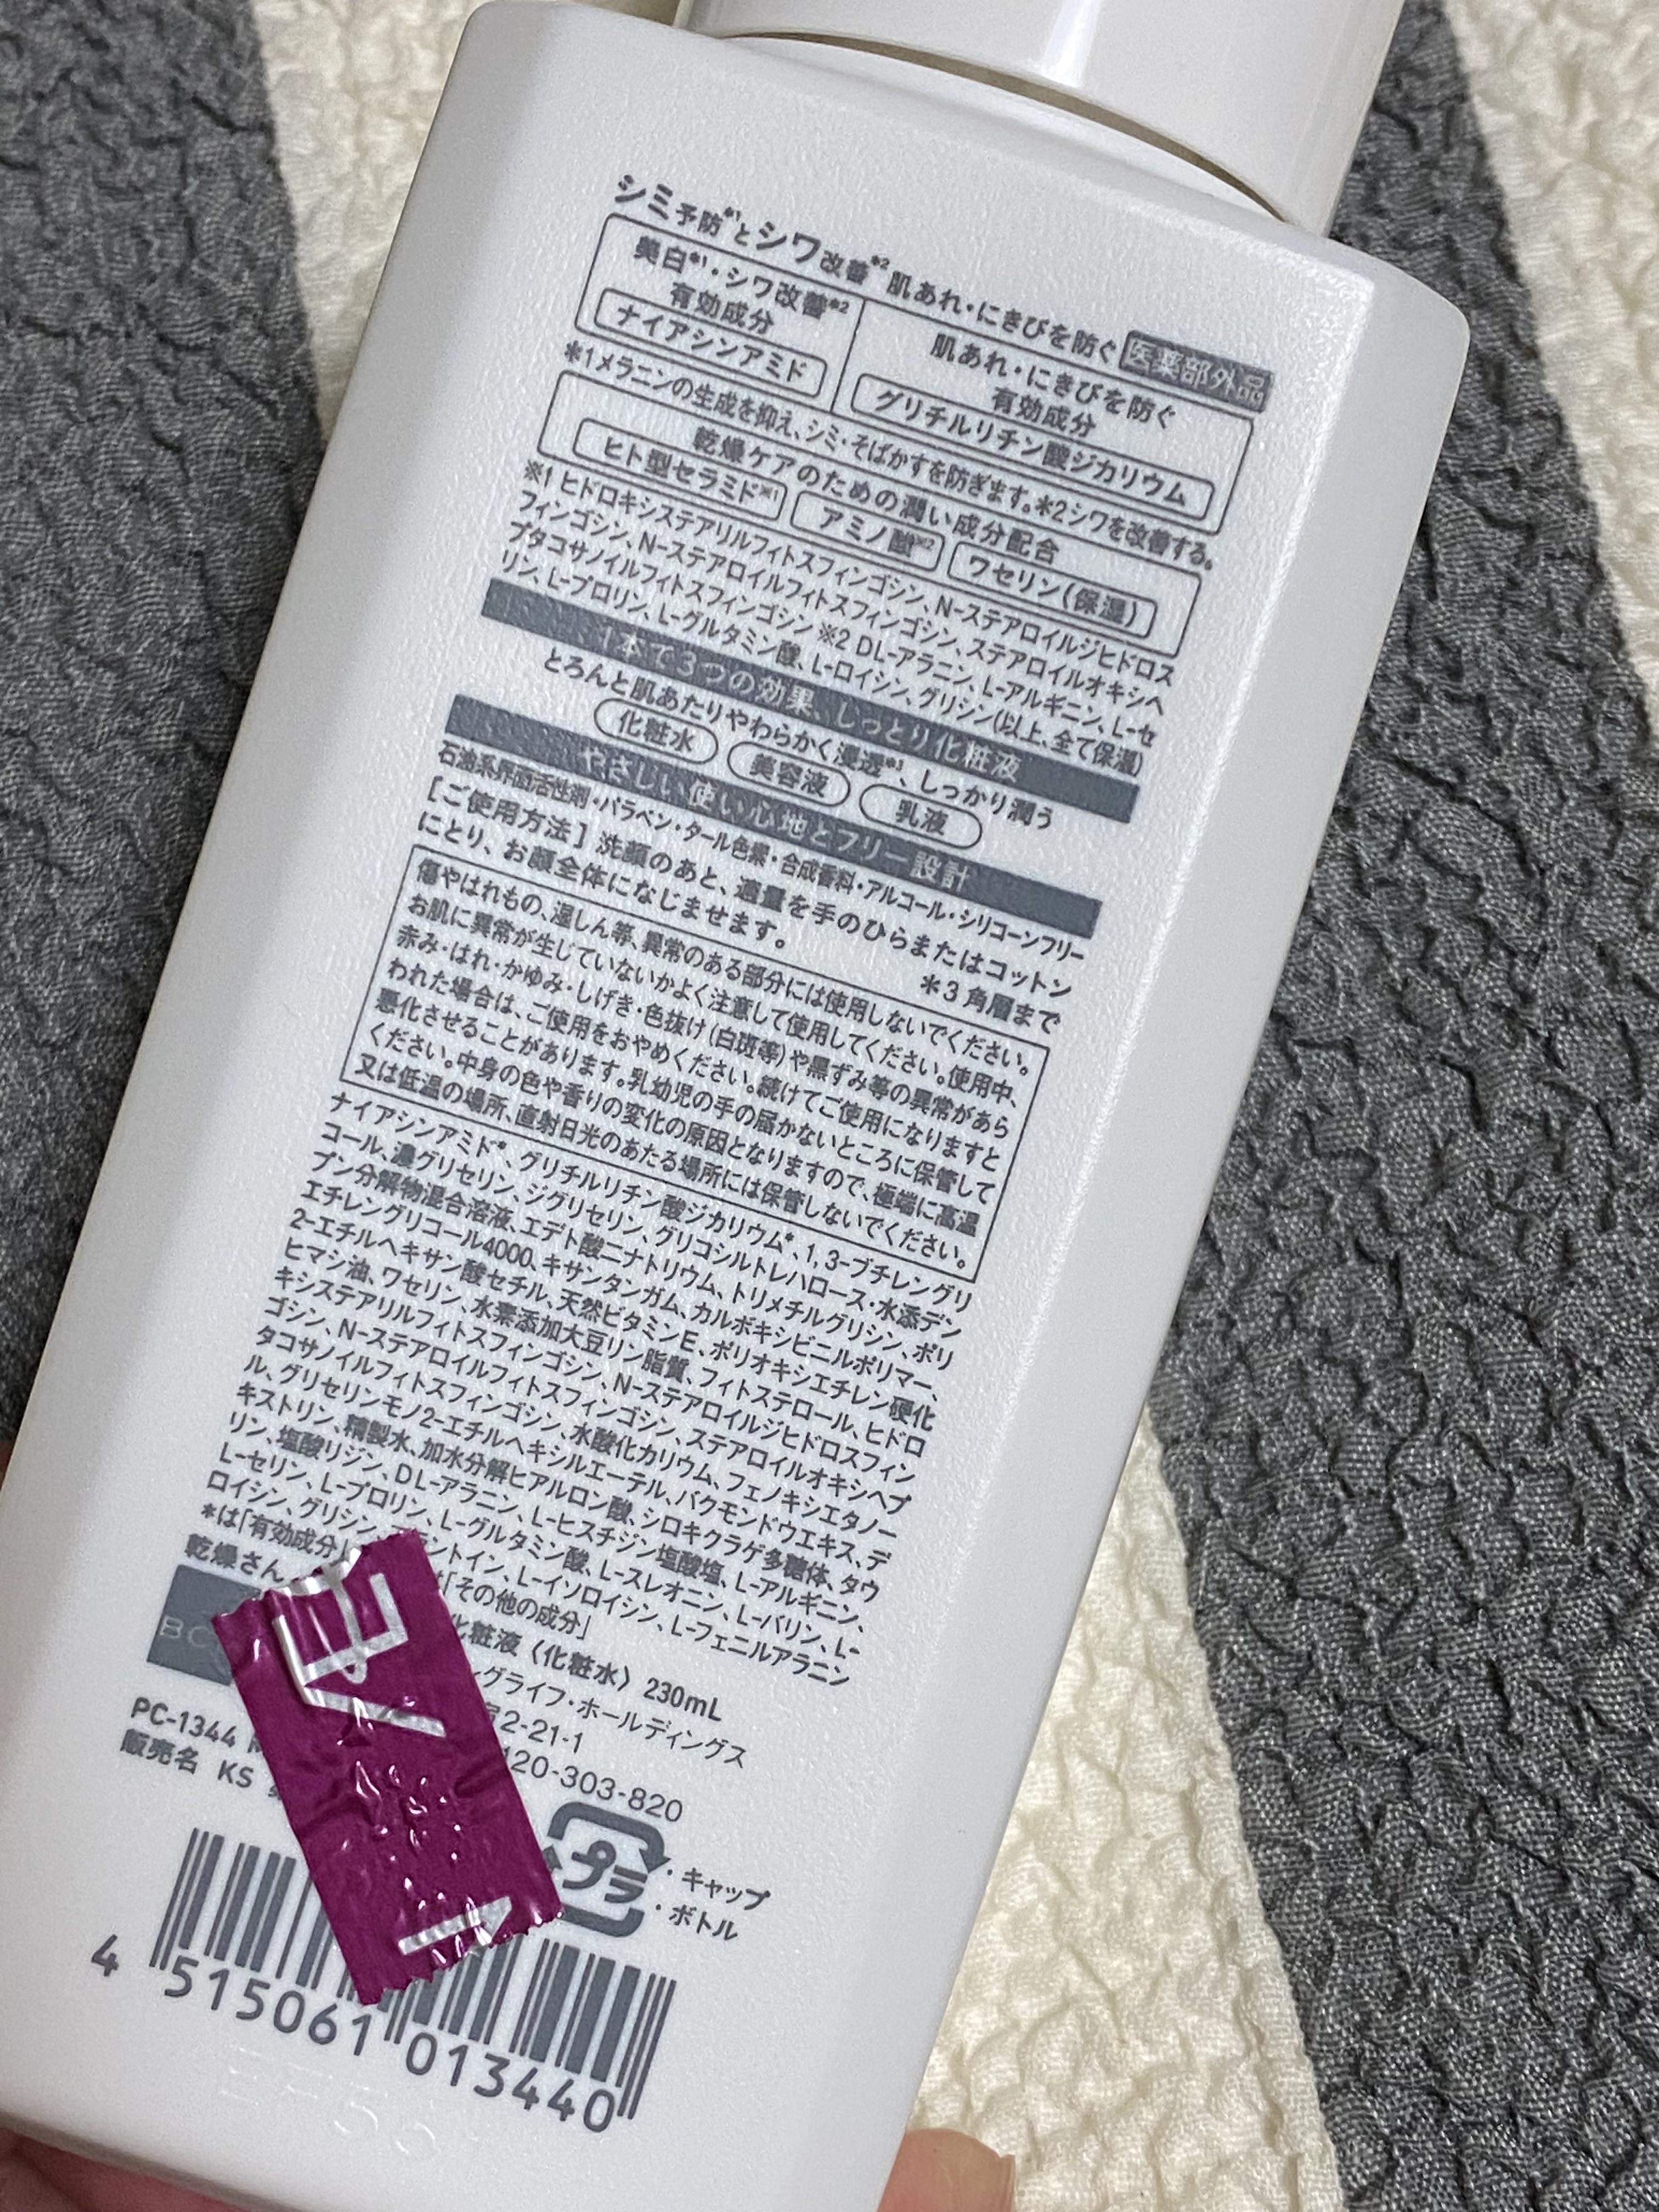 シミ予防*1とシワ改善*2 肌あれ・にきびを防ぐ 医薬部外品
美白*1・シワ改善*2
有効成分
ナイアシンアミド
肌あれ・にきびを防ぐ
有効成分
グリチルリチン酸ジカリウム
*1メラニンの生成を抑え、シミ・そばかすを防ぎます。*2シワを改善する。
乾燥ケアのための潤い成分配合
ヒト型セラミド※1 アミノ酸※2 ワセリン(保湿)
※1 ヒドロキシステアリルフィトスフィンゴシン、N-ステアロイルジヒドロス
フィンゴシン、N-ステアロイルフィトスフィンゴシン、ステアロイルオキシヘ
プタコサノイルフィトスフィンゴシン ※2 DL-アラニン、L-アルギニン、L-セ
リン、L-プロリン、L-グルタミン酸、L-ロイシン、グリシン(以上、全て保湿)
1本で3つの効果、じっとり化粧液
とろんと肌あたりやわらかく浸透*3、しっかり潤う
化粧水 美容液 乳液
やさしい使い心地とフリー設計
石油系界面活性剤・パラベン・タール色素・合成香料・アルコール・シリコーンフリー
[ご使用方法] 洗顔のあと、適量を手のひらまたはコットン
にとり、お顔全体になじませます。
*3 角層まで
傷やはれもの、湿しん等、異常のある部分には使用しないでください。
お肌に異常が生じていないかよく注意して使用してください。使用中、
赤み・はれ・かゆみ・しげき・色抜け(白斑等)や黒ずみ等の異常があら
われた場合は、ご使用をおやめください。続けてご使用になりますと
悪化させることがあります。乳幼児の手の届かないところに保管して
ください。中身の色や香りの変化の原因となりますので、極端に高温
又は低温の場所、直射日光のあたる場所には保管しないでください。
ナイアシンアミド*、グリチルリチン酸ジカリウム*、1,3-ブチレングリ
コール、濃グリセリン、ジグリセリン、グリコシルトレハロース・水添デン
プン分解物混合溶液、エデト酸二ナトリウム、トリメチルグリシン、ポリ
エチレングリコール4000、キサンタンガム、カルボキシビニルポリマー、
2-エチルヘキサン酸セチル、天然ビタミンE、ポリオキシエチレン硬化
ヒマシ油、ワセリン、水素添加大豆リン脂質、フィトステロール、ヒドロ
キシステアリルフィトスフィンゴシン、N-ステアロイルジヒドロスフィン
ゴシン、N-ステアロイルフィトスフィンゴシン、ステアロイルオキシヘプ
タコサノイルフィトスフィンゴシン、水酸化カリウム、フェノキシエタノー
ル、グリセリンモノ2-エチルヘキシルエーテル、バクモンドウエキス、デ
キストリン、精製水、加水分解ヒアルロン酸、シロキクラゲ多糖体、タウ
リン、塩酸リジン、DL-アラニン、L-ヒスチジン塩酸塩、L-アルギニン、
L-セリン、L-プロリン、L-グルタミン酸、L-スレオニン、L-バリン、L-
ロイシン、グリシン、ラントイン、L-イソロイシン、L-フェニルアラニン
*は「有効成分」 は「その他の成分」
乾燥さん 化粧液〈化粧水〉230mL
BC グライフ・ホールディングス
2-21-1
PC-1344 120-303-820
販売名 KS
プラ ・キャップ
・ボトル
4 515061 013440